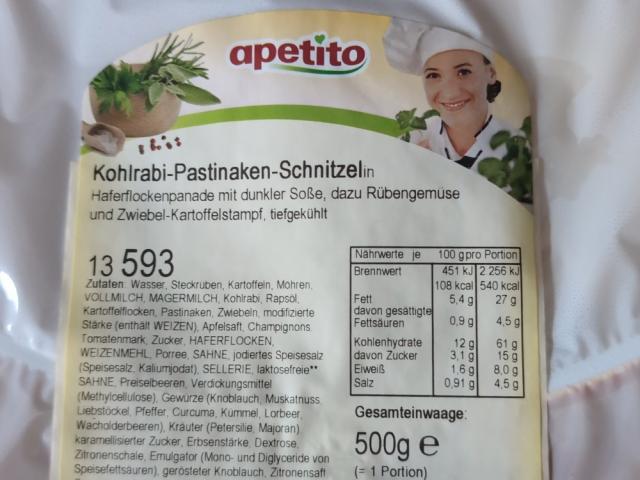 apetito
Kohlrabi-Pastinaken-Schnitzel in
Haferflockenpanade mit dunkler Soße, dazu Rübengemüse
und Zwiebel-Kartoffelstampf, tiefgekühlt
13 593
Zutaten: Wasser, Steckrüben, Kartoffeln, Möhren,
VOLLMILCH, MAGERMILCH, Kohlrabi, Rapsöl,
Kartoffelflocken, Pastinaken, Zwiebeln, modifizierte
Stärke (enthält WEIZEN), Apfelsaft, Champignons,
Tomatenmark, Zucker, HAFERFLOCKEN,
WEIZENMEHL, Porree, SAHNE, jodiertes Speisesalz
(Speisesalz, Kaliumjodat), SELLERIE, laktosefreie**
SAHNE, Preiselbeeren, Verdickungsmittel
(Methylcellulose), Gewürze (Knoblauch, Muskatnuss,
Liebstöckel, Pfeffer, Curcuma, Kümmel, Lorbeer,
Wacholderbeeren), Kräuter (Petersilie, Majoran),
karamellisierter Zucker, Erbsenstärke, Dextrose,
Zitronenschale, Emulgator (Mono- und Diglyceride von
Speisefettsäuren), gerösteter Knoblauch, Zitronensaft
Nährwerte je 100 g pro Portion
Brennwert 451 kJ 2 256 kJ
108 kcal 540 kcal
Fett 5,4 g 27 g
davon gesättigte
Fettsäuren 0,9 g 4,5 g
Kohlenhydrate 12 g 61 g
davon Zucker 3,1 g 15 g
Eiweiß 1,6 g 8,0 g
Salz 0,91 g 4,5 g
Gesamteinwaage:
500g e
(= 1 Portion)